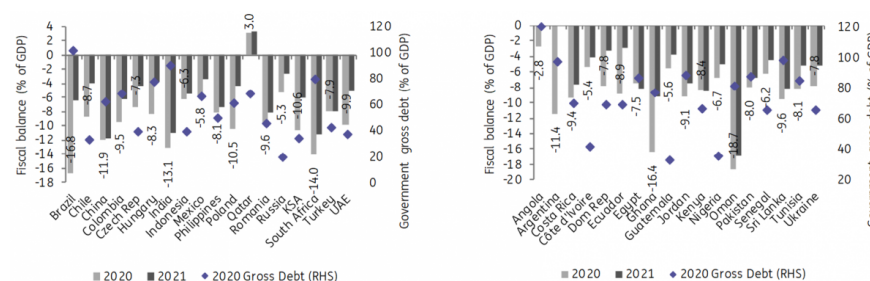 Fiscal balance (% of GDP)
4
2
0
-2
-4
-6
-8
-10
-12
-14
-16
-18
-16.8
-8.7
-11.9
-9.5
-7.3
-8.3
-13.1
-6.3
-5.8
-8.1
-10.5
3.0
-9.6
-5.3
-10.6
-14.0
-7.9
-9.9
120
100
80
60
40
20
0
Government gross debt (% of GDP)
Brazil
Chile
China
Colombia
Czech Rep
Hungary
India
Indonesia
Mexico
Philippines
Poland
Qatar
Romania
Russia
KSA
South Africa
Turkey
UAE
2020 2021 2020 Gross Debt (RHS)
Fiscal balance (% of GDP)
0
-2
-4
-6
-8
-10
-12
-14
-16
-18
-20
-2.8
-11.4
-9.4
-5.4
-7.8
-8.9
-7.5
-16.4
-5.6
-9.1
-8.4
-6.7
-18.7
-8.0
-6.2
-9.6
-8.1
-7.8
120
100
80
60
40
20
Angola
Argentina
Costa Rica
Côte d'Ivoire
Dom Rep
Ecuador
Egypt
Ghana
Guatemala
Jordan
Kenya
Nigeria
Oman
Pakistan
Senegal
Sri Lanka
Tunisia
Ukraine
2020 2021 2020 Gross Debt (RHS)